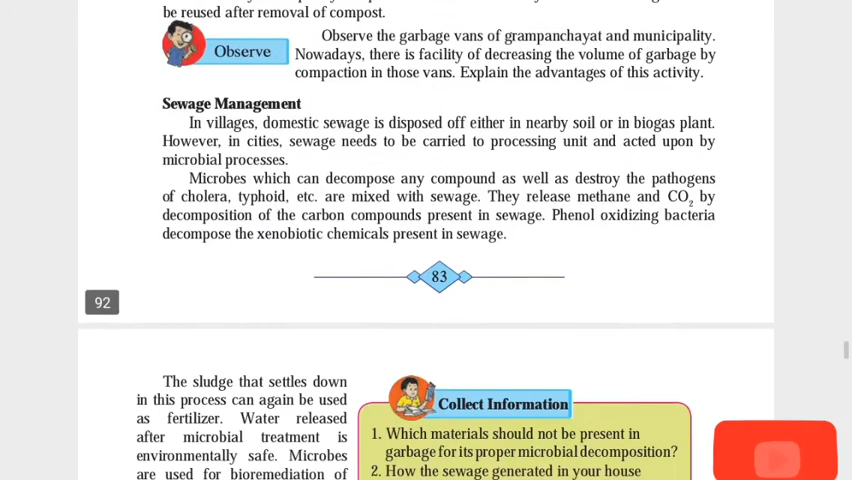 be reused after removal of compost.
Observe
Observe the garbage vans of grampanchayat and municipality.
Nowadays, there is facility of decreasing the volume of garbage by
compaction in those vans. Explain the advantages of this activity.
Sewage Management
In villages, domestic sewage is disposed off either in nearby soil or in biogas plant.
However, in cities, sewage needs to be carried to processing unit and acted upon by
microbial processes.
Microbes which can decompose any compound as well as destroy the pathogens
of cholera, typhoid, etc. are mixed with sewage. They release methane and CO₂ by
decomposition of the carbon compounds present in sewage. Phenol oxidizing bacteria
decompose the xenobiotic chemicals present in sewage.
83
92
The sludge that settles down
in this process can again be used
as fertilizer. Water released
after microbial treatment is
environmentally safe. Microbes
are used for bioremediation of
Collect Information
1. Which materials should not be present in
garbage for its proper microbial decomposition?
2. How the sewage generated in your house